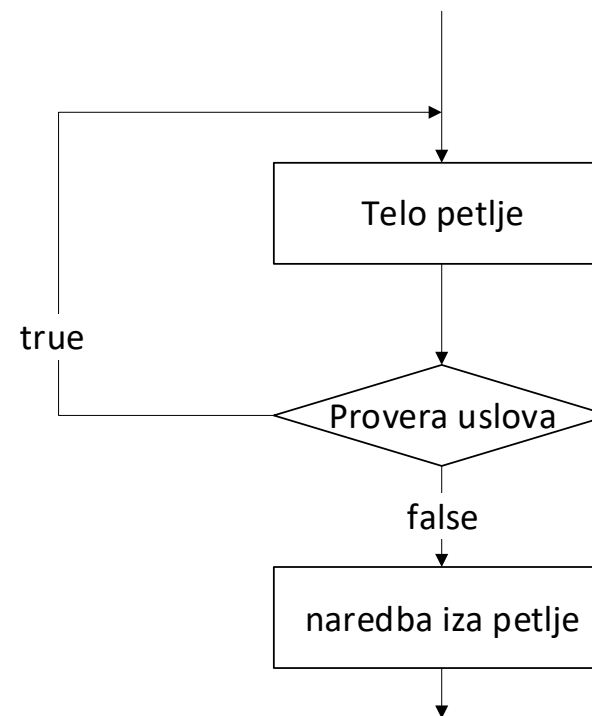 Telo petlje
true
Provera uslova
false
naredba iza petlje